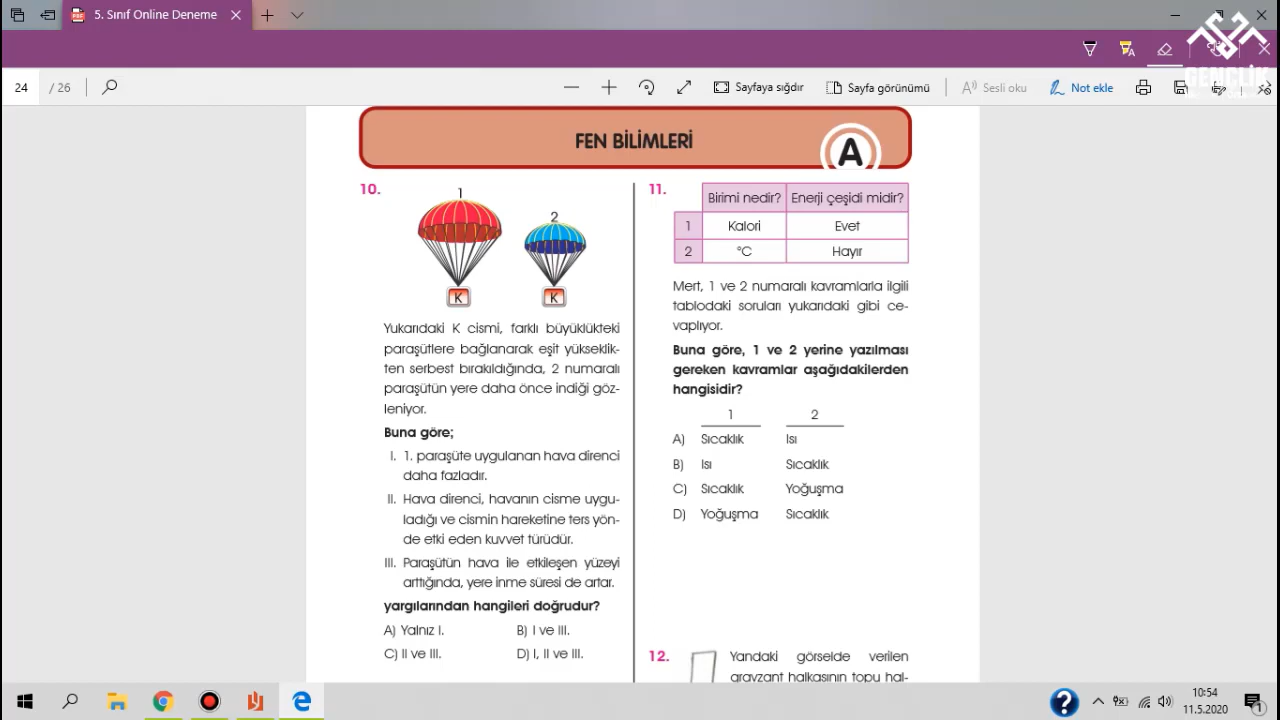 5. Sınıf Online Deneme
24 / 26
Sayfaya sığdır
Sayfa görünümü
Sesli oku
Not ekle
GENÇLİK
FEN BİLİMLERİ
A
10.
1
2
K
K
Yukarıdaki K cismi, farklı büyüklükteki
paraşütlere bağlanarak eşit yükseklik-
ten serbest bırakıldığında, 2 numaralı
paraşütün yere daha önce indiği göz-
leniyor.
Buna göre;
I. 1. paraşüte uygulanan hava direnci
daha fazladır.
II. Hava direnci, havanın cisme uygu-
ladığı ve cismin hareketine ters yön-
de etki eden kuvvet türüdür.
III. Paraşütün hava ile etkileşen yüzeyi
arttığında, yere inme süresi de artar.
yargılarından hangileri doğrudur?
A) Yalnız I. B) I ve III.
C) II ve III. D) I, II ve III.
11.
Birimi nedir? Enerji çeşidi midir?
1 Kalori Evet
2 °C Hayır
Mert, 1 ve 2 numaralı kavramlarla ilgili
tablodaki soruları yukarıdaki gibi ce-
vaplıyor.
Buna göre, 1 ve 2 yerine yazılması
gereken kavramlar aşağıdakilerden
hangisidir?
1 2
A) Sıcaklık Isı
B) Isı Sıcaklık
C) Sıcaklık Yoğuşma
D) Yoğuşma Sıcaklık
12. Yandaki görselde verilen
gravzant halkasının topu hal-
10:54
11.5.2020
1